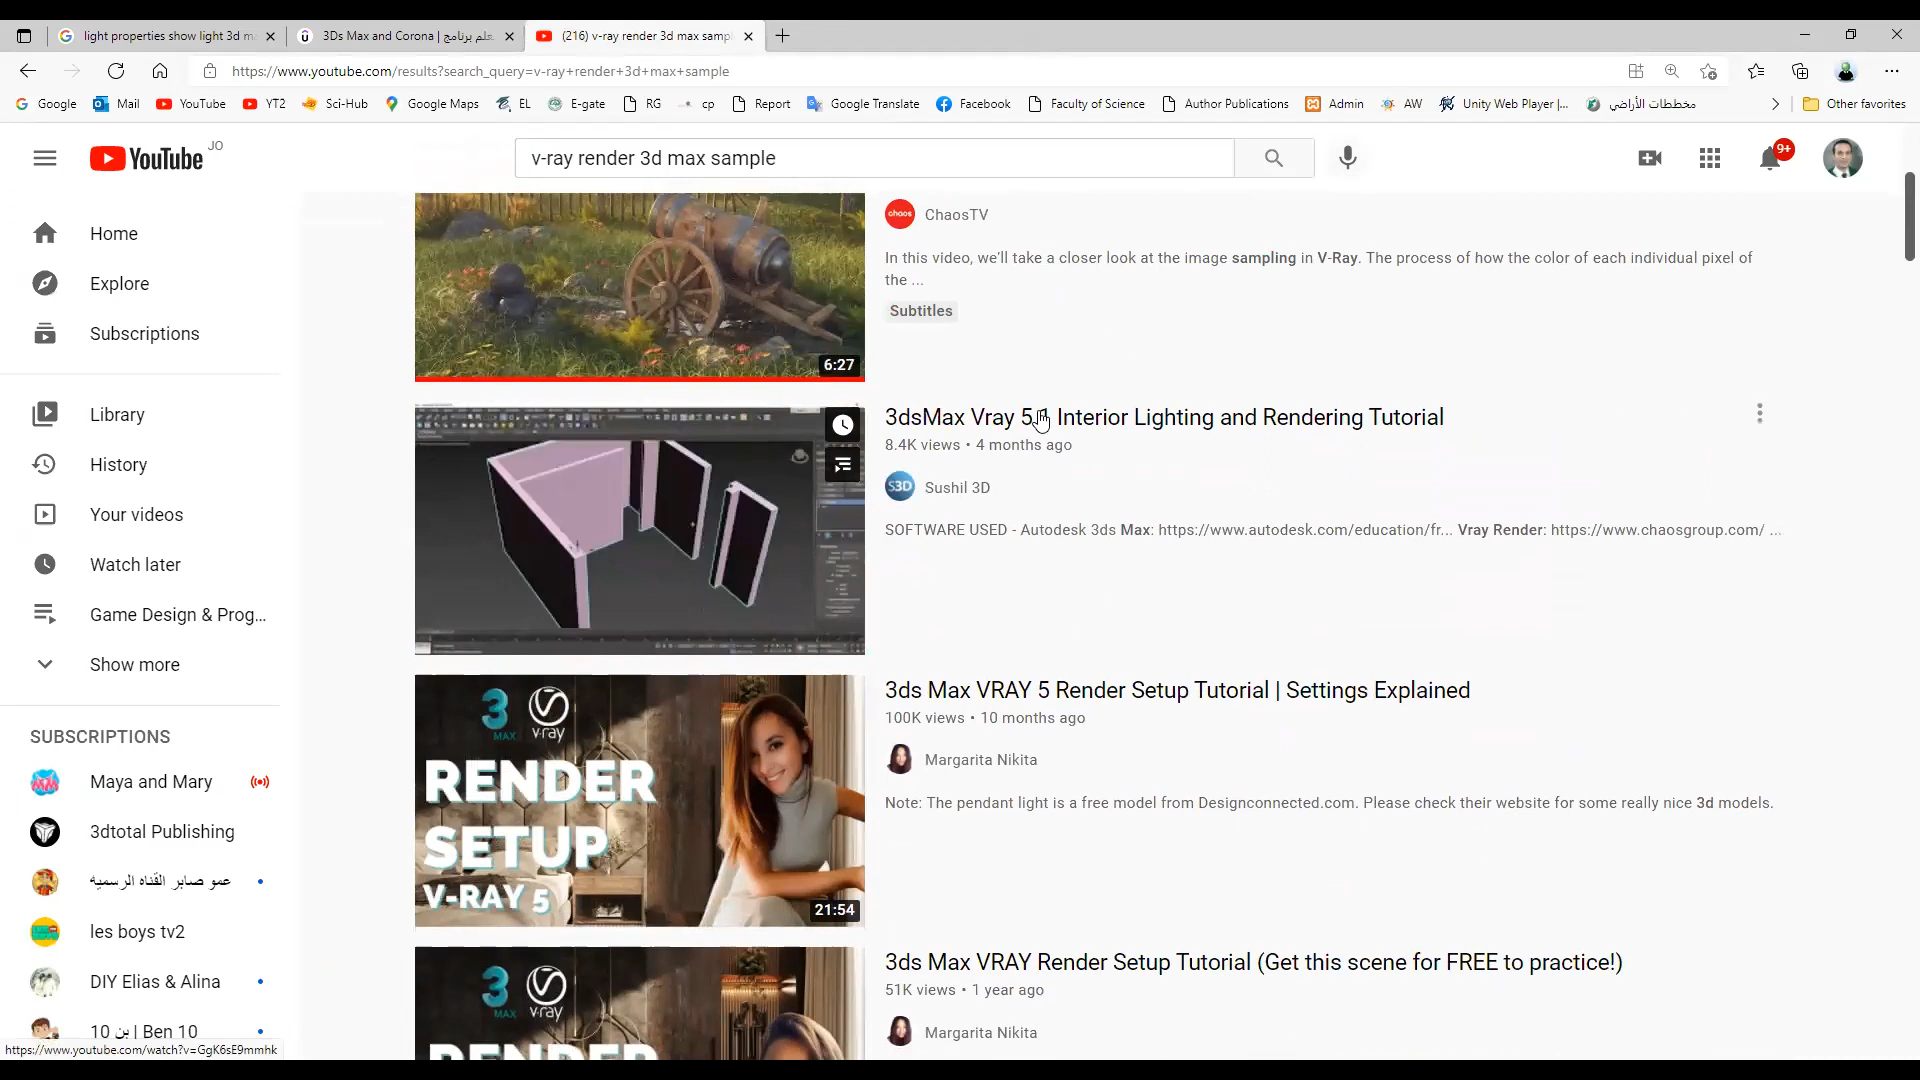 light properties show light 3d ma
3Ds Max and Corona | تعلم برنامج
(216) v-ray render 3d max samp
https://www.youtube.com/results?search_query=v-ray+render+3d+max+sample
Google
Mail
YouTube
YT2
Sci-Hub
Google Maps
EL
E-gate
RG
cp
Report
Google Translate
Facebook
Faculty of Science
Author Publications
Admin
AW
Unity Web Player |...
مخططات الأراضي
Other favorites
YouTube JO
v-ray render 3d max sample
9+
Home
Explore
Subscriptions
Library
History
Your videos
Watch later
Game Design & Prog...
Show more
SUBSCRIPTIONS
Maya and Mary
3dtotal Publishing
عمو صابر القناه الرسميه
les boys tv2
DIY Elias & Alina
بن 10 | Ben 10
https://www.youtube.com/watch?v=GgK6sE9mmhk
6:27
chaos
ChaosTV
In this video, we'll take a closer look at the image sampling in V-Ray. The process of how the color of each individual pixel of
the ...
Subtitles
3dsMax Vray 5.1 Interior Lighting and Rendering Tutorial
8.4K views • 4 months ago
S3D
Sushil 3D
SOFTWARE USED - Autodesk 3ds Max: https://www.autodesk.com/education/fr... Vray Render: https://www.chaosgroup.com/ ...
3
MAX
v-ray
RENDER
SETUP
V-RAY 5
21:54
3ds Max VRAY 5 Render Setup Tutorial | Settings Explained
100K views • 10 months ago
Margarita Nikita
Note: The pendant light is a free model from Designconnected.com. Please check their website for some really nice 3d models.
3
MAX
v-ray
RENDER
3ds Max VRAY Render Setup Tutorial (Get this scene for FREE to practice!)
51K views • 1 year ago
Margarita Nikita